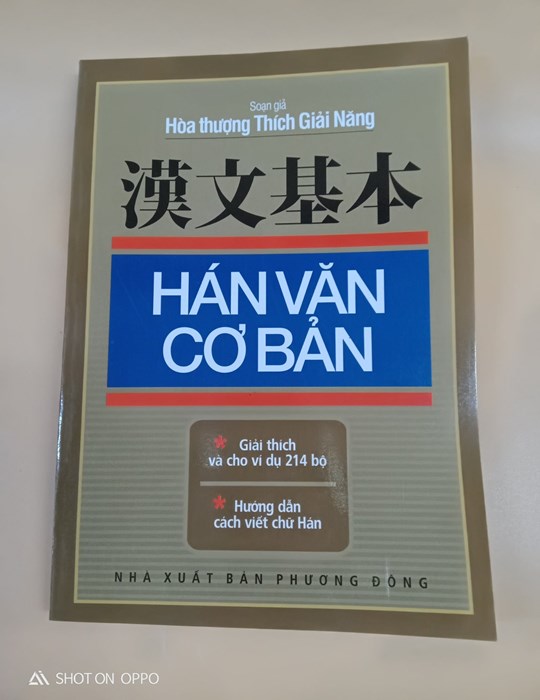 Soạn giả
Hòa thượng Thích Giải Năng
漢文基本
HÁN VĂN
CƠ BẢN
* Giải thích
và cho ví dụ 214 bộ
* Hướng dẫn
cách viết chữ Hán
NHÀ XUẤT BẢN PHƯƠNG ĐÔNG
SHOT ON OPPO